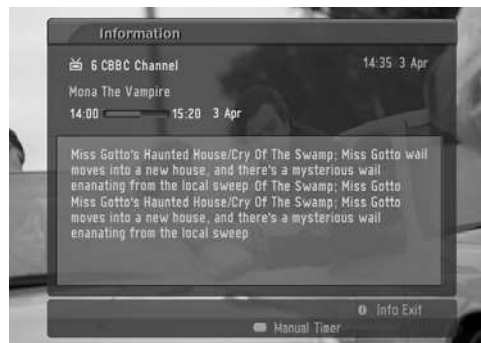 Information
6 CBBC Channel 14:35 3 Apr
Mona The Vampire
14:00 15:20 3 Apr
Miss Gotto's Haunted House/Cry Of The Swamp; Miss Gotto wail
moves into a new house, and there's a mysterious wail
enanating from the local sweep Of The Swamp; Miss Gotto
Miss Gotto's Haunted House/Cry Of The Swamp; Miss Gotto
moves into a new house, and there's a mysterious wail
enanating from the local sweep
i Info Exit
Manual Timer